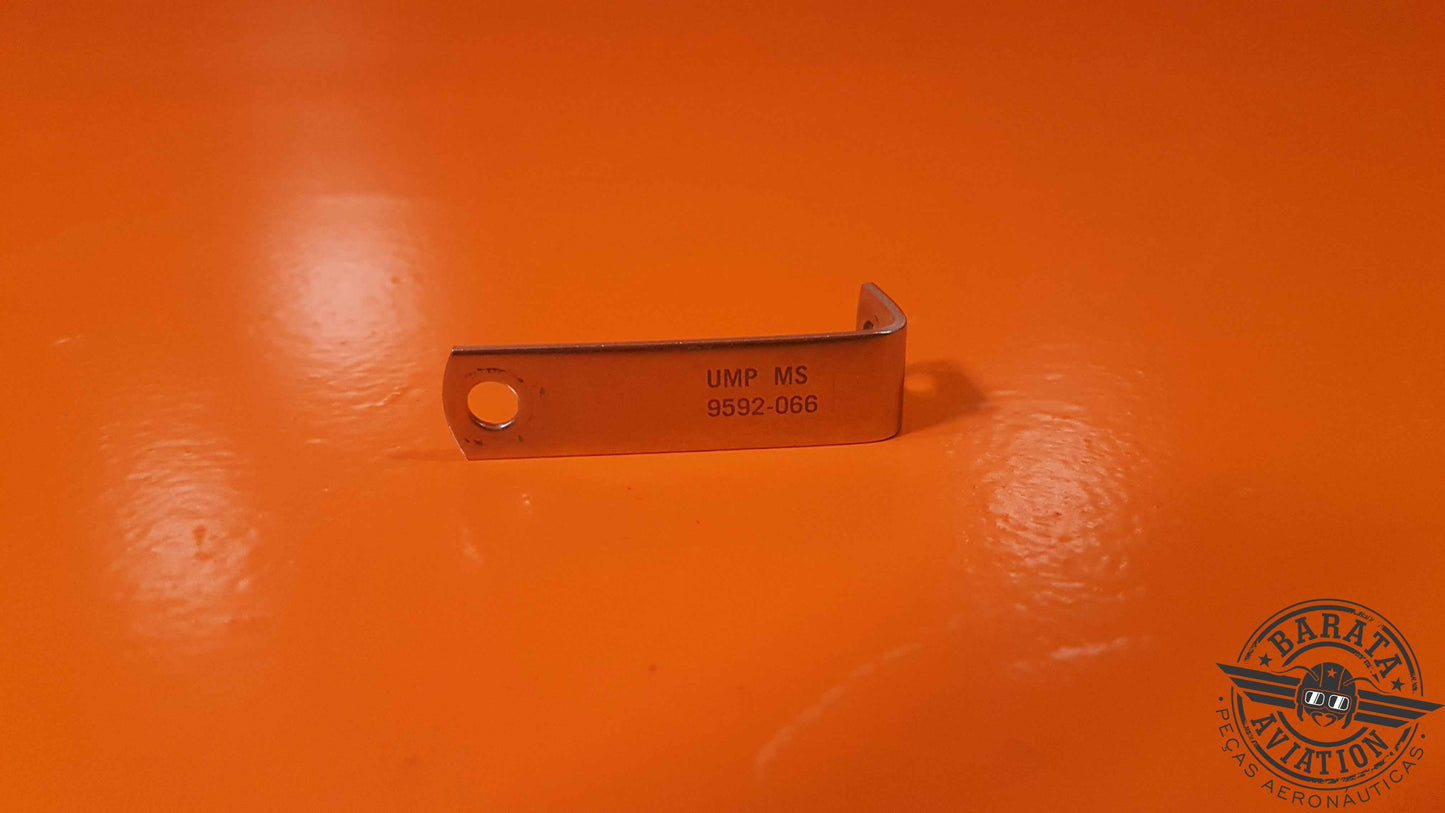 UMP MS
9592-066
BARATA
AVIATION
• PEÇAS AERONÁUTICAS •